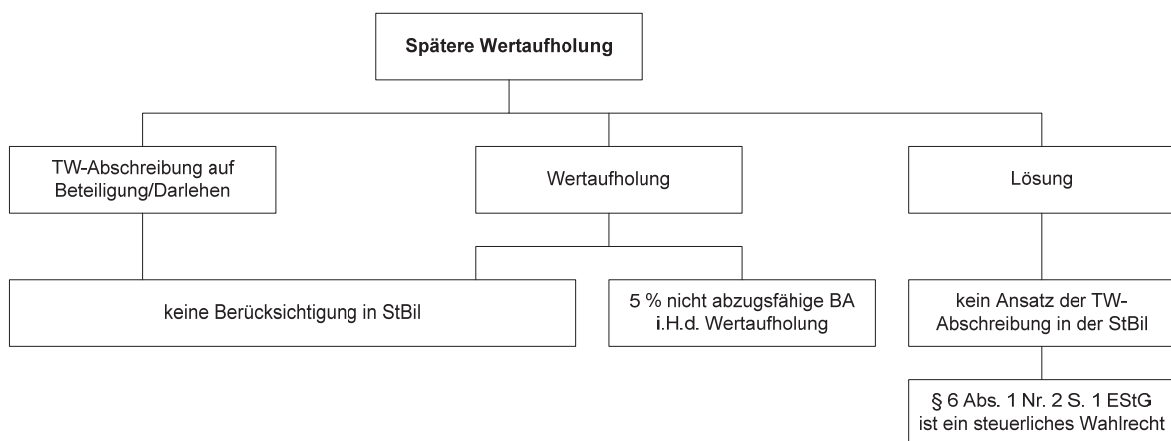 Spätere Wertaufholung
TW-Abschreibung auf
Beteiligung/Darlehen
Wertaufholung
Lösung
keine Berücksichtigung in StBil
5 % nicht abzugsfähige BA
i.H.d. Wertaufholung
kein Ansatz der TW-
Abschreibung in der StBil
§ 6 Abs. 1 Nr. 2 S. 1 EStG
ist ein steuerliches Wahlrecht